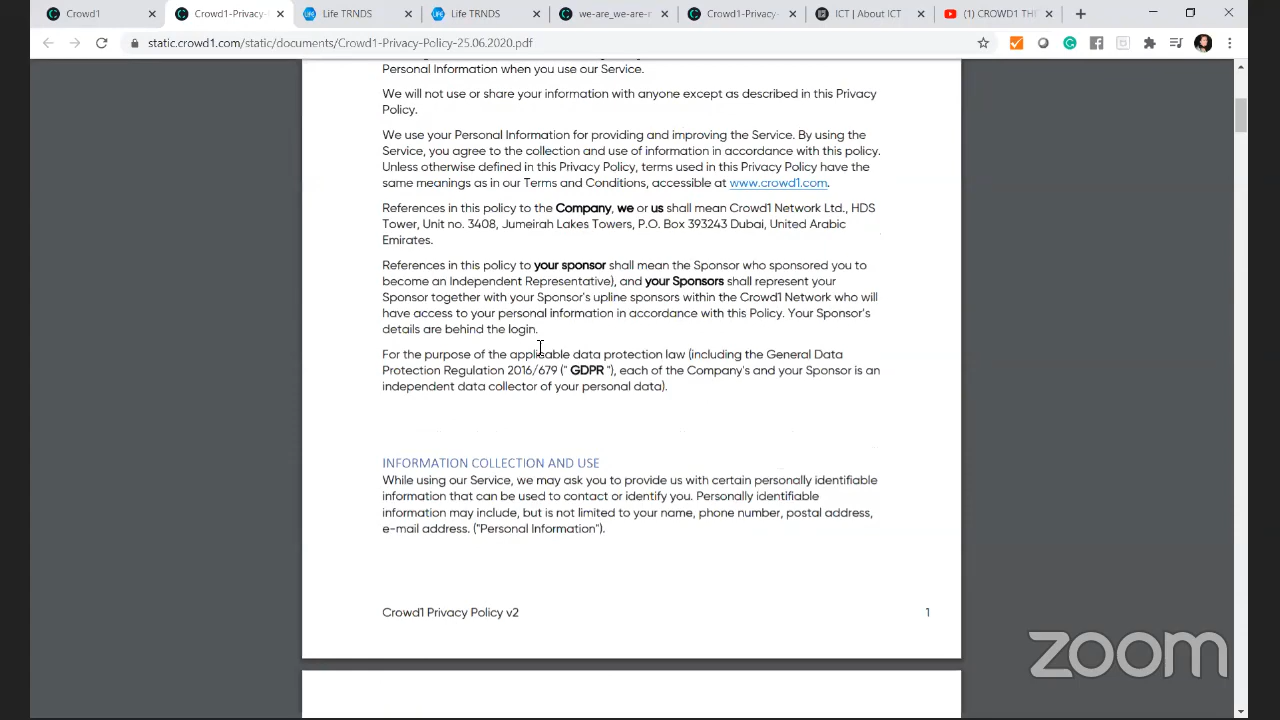 Crowd1
Crowd1-Privacy-
Life TRNDS
Life TRNDS
we-are_we-are-
Crowd1-privacy-
ICT | About ICT
(1) CROWD1 TH
static.crowd1.com/static/documents/Crowd1-Privacy-Policy-25.06.2020.pdf
Personal Information when you use our Service.
We will not use or share your information with anyone except as described in this Privacy
Policy.
We use your Personal Information for providing and improving the Service. By using the
Service, you agree to the collection and use of information in accordance with this policy.
Unless otherwise defined in this Privacy Policy, terms used in this Privacy Policy have the
same meanings as in our Terms and Conditions, accessible at www.crowd1.com.
References in this policy to the Company, we or us shall mean Crowd1 Network Ltd., HDS
Tower, Unit no. 3408, Jumeirah Lakes Towers, P.O. Box 393243 Dubai, United Arabic
Emirates.
References in this policy to your sponsor shall mean the Sponsor who sponsored you to
become an Independent Representative), and your Sponsors shall represent your
Sponsor together with your Sponsor's upline sponsors within the Crowd1 Network who will
have access to your personal information in accordance with this Policy. Your Sponsor's
details are behind the login.
For the purpose of the applicable data protection law (including the General Data
Protection Regulation 2016/679 (" GDPR "), each of the Company's and your Sponsor is an
independent data collector of your personal data).
INFORMATION COLLECTION AND USE
While using our Service, we may ask you to provide us with certain personally identifiable
information that can be used to contact or identify you. Personally identifiable
information may include, but is not limited to your name, phone number, postal address,
e-mail address. ("Personal Information").
Crowd1 Privacy Policy v2
1
zoom